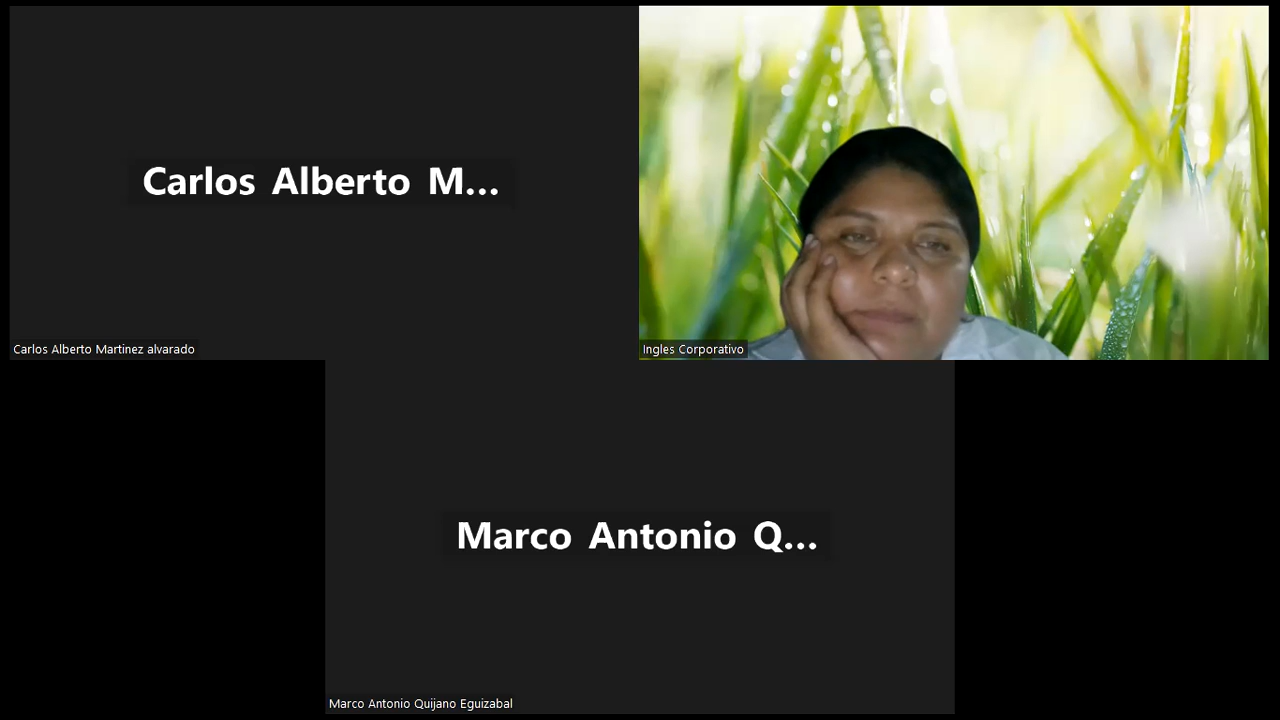 Carlos Alberto M...
Carlos Alberto Martinez alvarado
Ingles Corporativo
Marco Antonio Q...
Marco Antonio Quijano Eguizabal